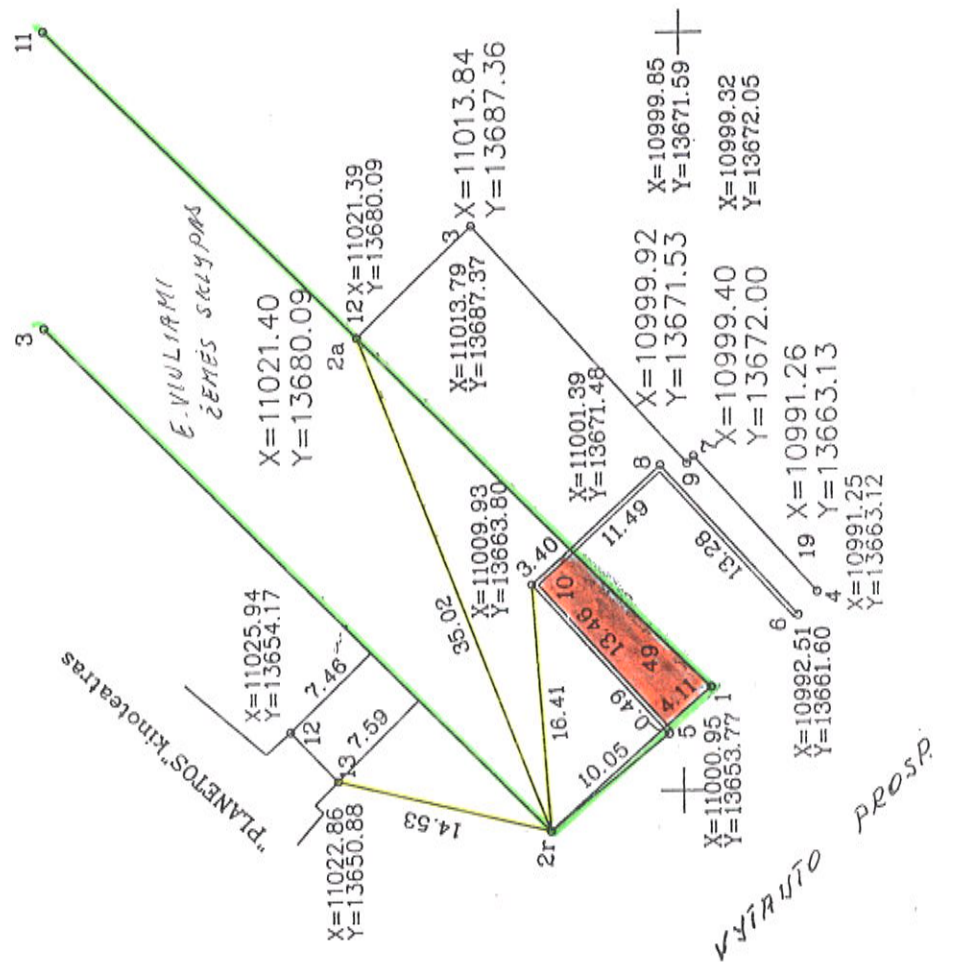 11
3
E. VIULIAMI
ŽEMĖS SKLYPAS
X=11021.40
Y=13680.09
12
X=11021.39
Y=13680.09
2a
3
X=11013.84
Y=13687.36
X=11013.79
Y=13687.37
X=10999.85
Y=13671.59
X=10999.32
Y=13672.05
X=10999.92
Y=13671.53
X=10999.40
Y=13672.00
X=11001.39
Y=13671.48
8
9
7
11.49
13.28
X=11009.93
Y=13663.80
3.40
10
13.46
49
0.49
4.11
35.02
16.41
10.05
14.53
X=11025.94
Y=13654.17
7.46
12
7.59
13
"PLANETOS" kinoteatras
X=11022.86
Y=13650.88
2r
5
1
X=11000.95
Y=13653.77
6
X=10992.51
Y=13661.60
4
19
X=10991.26
Y=13663.13
X=10991.25
Y=13663.12
VYTAUTO PROSP.